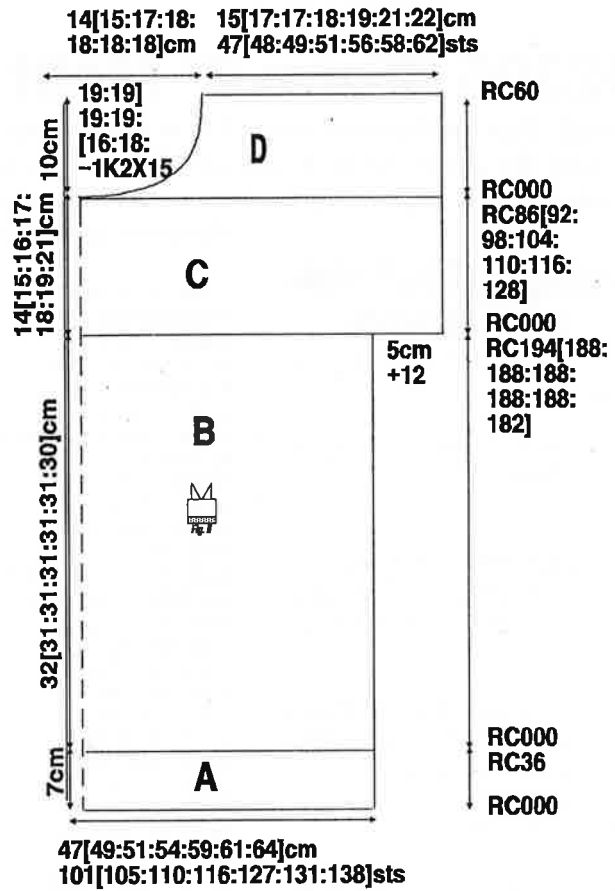 14[15:17:18:
18:18:18]cm
15[17:17:18:19:21:22]cm
47[48:49:51:56:58:62]sts
19:19]
19:19:
[16:18:
–1K2X15
10cm
D
RC60
RC000
14[15:16:17:
18:19:21]cm
C
RC86[92:
98:104:
110:116:
128]
RC000
5cm
+12
RC194[188:
188:188:
188:188:
182]
32[31:31:31:31:31:30]cm
B
RC000
7cm
A
RC36
RC000
47[49:51:54:59:61:64]cm
101[105:110:116:127:131:138]sts